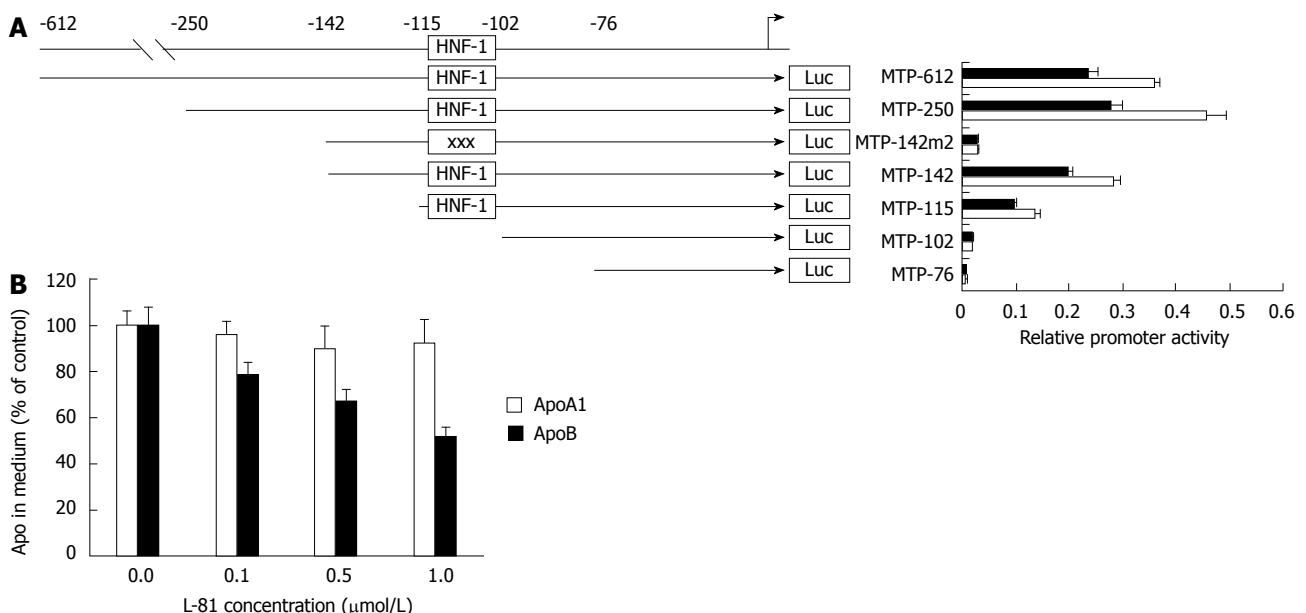 A
-612 -250 -142 -115 -102 -76
HNF-1
HNF-1 Luc MTP-612
HNF-1 Luc MTP-250
xxx Luc MTP-142m2
HNF-1 Luc MTP-142
HNF-1 Luc MTP-115
Luc MTP-102
Luc MTP-76
0 0.1 0.2 0.3 0.4 0.5 0.6
Relative promoter activity
B
Apo in medium (% of control)
120
100
80
60
40
20
0
0.0 0.1 0.5 1.0
L-81 concentration (μmol/L)
ApoA1
ApoB